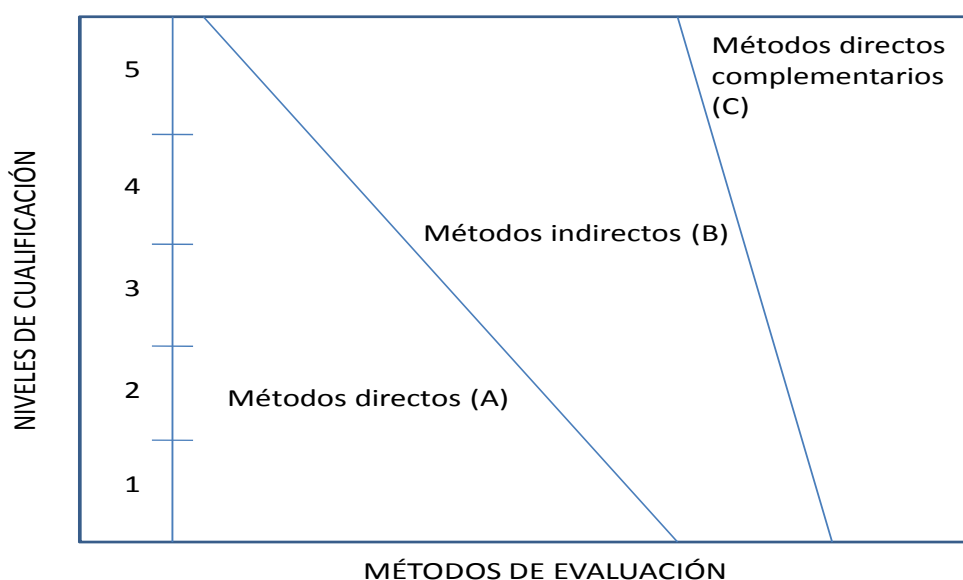 NIVELES DE CUALIFICACIÓN
5
4
3
2
1
Métodos directos
complementarios
(C)
Métodos indirectos (B)
Métodos directos (A)
MÉTODOS DE EVALUACIÓN